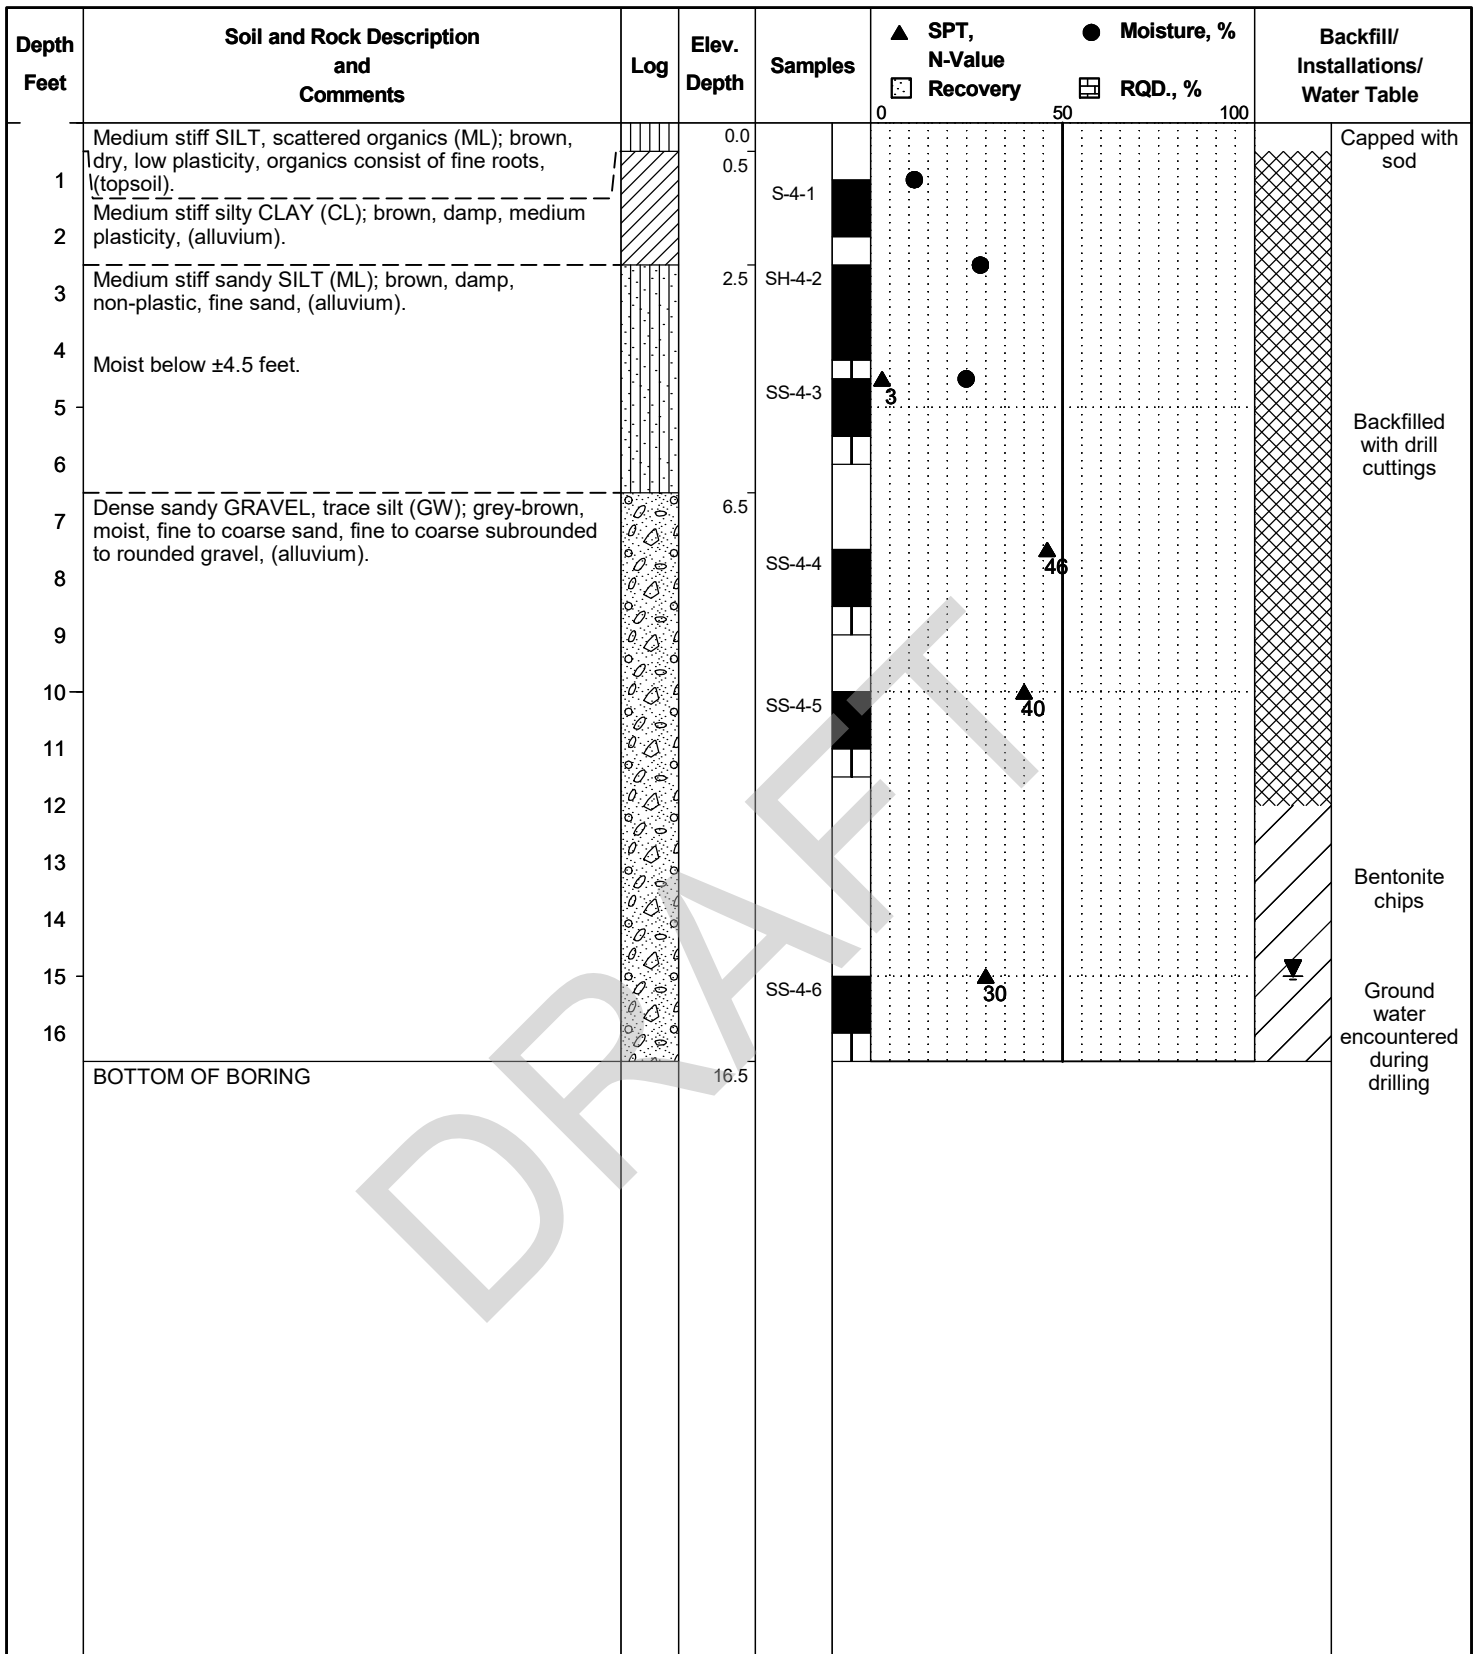 Depth
Feet
Soil and Rock Description
and
Comments
Log
Elev.
Depth
Samples
SPT,
N-Value
Moisture, %
Recovery
RQD., %
0
50
100
Backfill/
Installations/
Water Table
Medium stiff SILT, scattered organics (ML); brown,
dry, low plasticity, organics consist of fine roots,
(topsoil).
Medium stiff silty CLAY (CL); brown, damp, medium
plasticity, (alluvium).
Medium stiff sandy SILT (ML); brown, damp,
non-plastic, fine sand, (alluvium).
Moist below ±4.5 feet.
Dense sandy GRAVEL, trace silt (GW); grey-brown,
moist, fine to coarse sand, fine to coarse subrounded
to rounded gravel, (alluvium).
BOTTOM OF BORING
1
2
3
4
5
6
7
8
9
10
11
12
13
14
15
16
0.0
0.5
2.5
6.5
16.5
S-4-1
SH-4-2
SS-4-3
SS-4-4
SS-4-5
SS-4-6
3
46
40
30
Capped with
sod
Backfilled
with drill
cuttings
Bentonite
chips
Ground
water
encountered
during
drilling
DRAFT